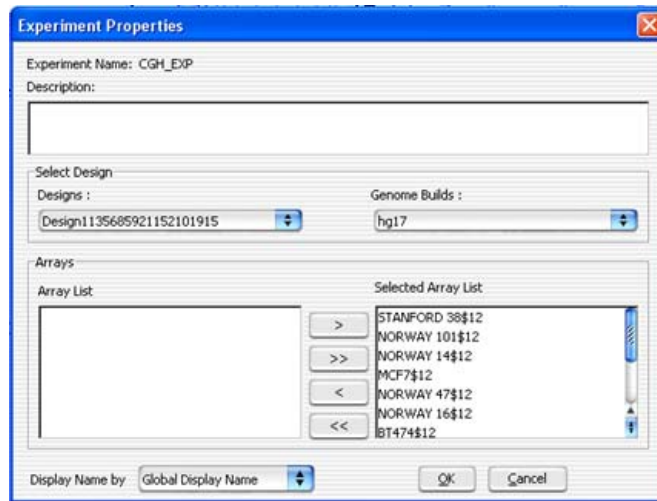 Experiment Properties
Experiment Name: CGH_EXP
Description:
Select Design
Designs :
Genome Builds :
Design1135685921152101915
hg17
Arrays
Array List
Selected Array List
>
>>
<
<<
STANFORD 38$12
NORWAY 101$12
NORWAY 14$12
MCF7$12
NORWAY 47$12
NORWAY 16$12
BT474$12
Display Name by
Global Display Name
OK
Cancel